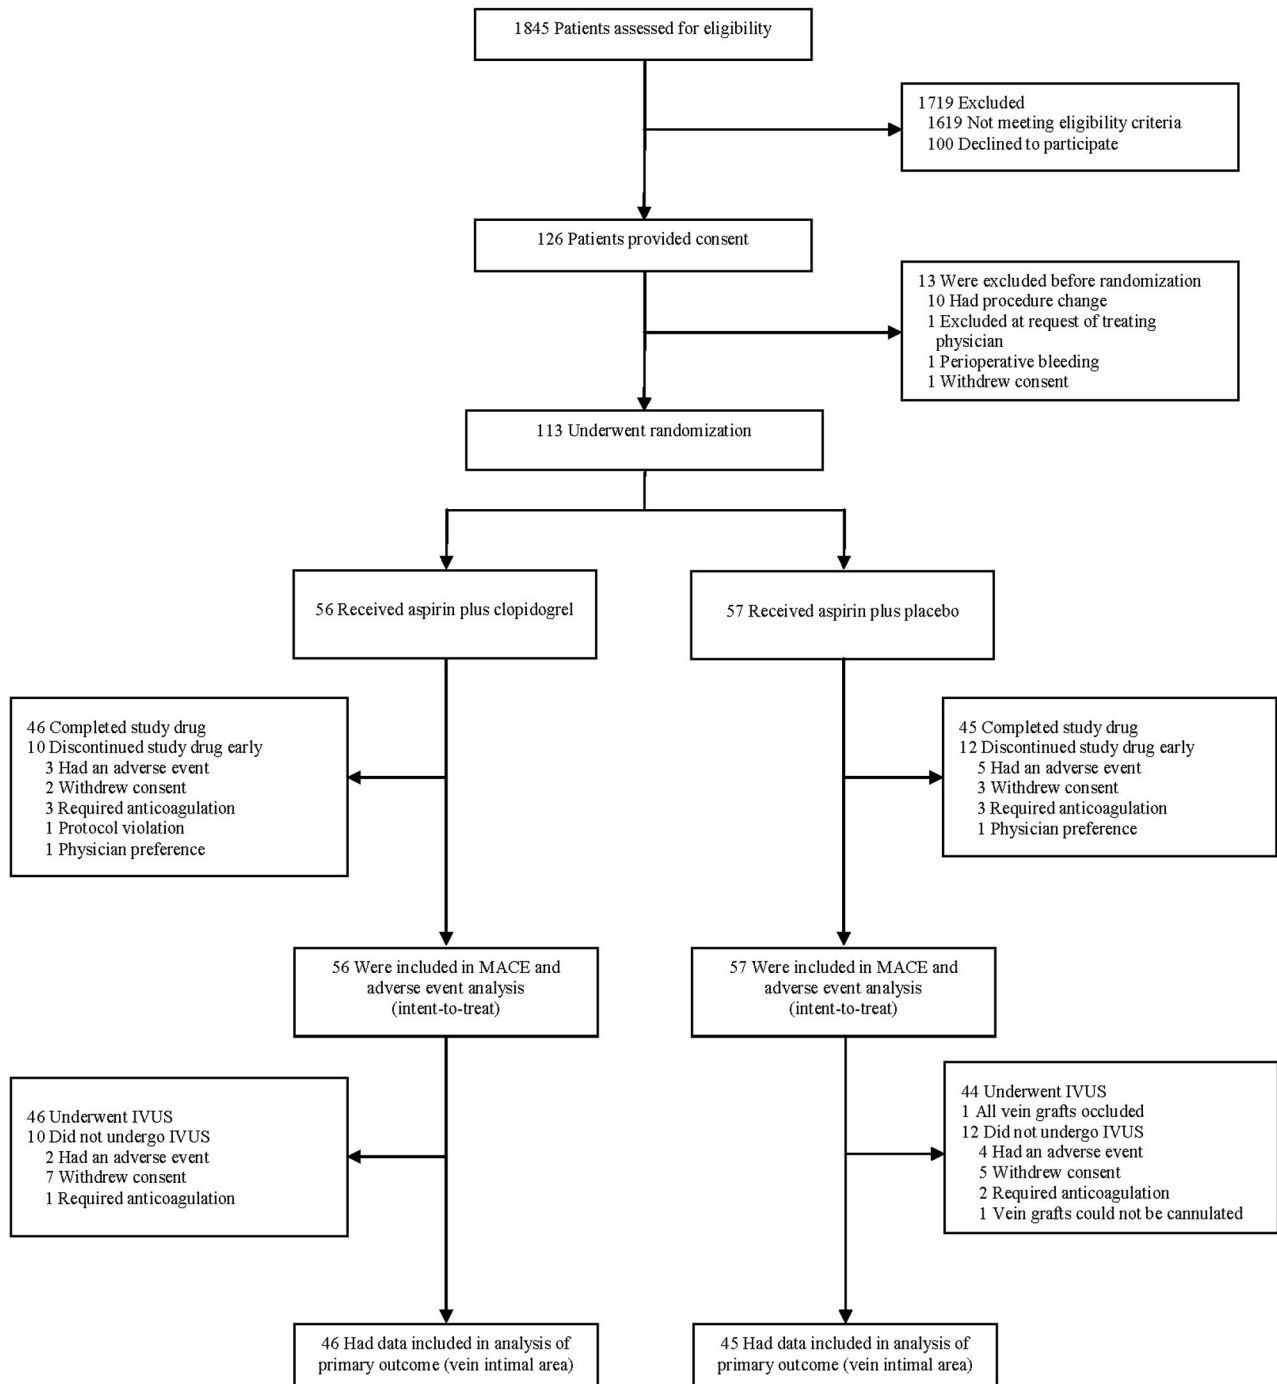 1845 Patients assessed for eligibility
1719 Excluded
1619 Not meeting eligibility criteria
100 Declined to participate
126 Patients provided consent
13 Were excluded before randomization
10 Had procedure change
1 Excluded at request of treating
physician
1 Perioperative bleeding
1 Withdrew consent
113 Underwent randomization
56 Received aspirin plus clopidogrel
57 Received aspirin plus placebo
46 Completed study drug
10 Discontinued study drug early
3 Had an adverse event
2 Withdrew consent
3 Required anticoagulation
1 Protocol violation
1 Physician preference
45 Completed study drug
12 Discontinued study drug early
5 Had an adverse event
3 Withdrew consent
3 Required anticoagulation
1 Physician preference
56 Were included in MACE and
adverse event analysis
(intent-to-treat)
57 Were included in MACE and
adverse event analysis
(intent-to-treat)
46 Underwent IVUS
10 Did not undergo IVUS
2 Had an adverse event
7 Withdrew consent
1 Required anticoagulation
44 Underwent IVUS
1 All vein grafts occluded
12 Did not undergo IVUS
4 Had an adverse event
5 Withdrew consent
2 Required anticoagulation
1 Vein grafts could not be cannulated
46 Had data included in analysis of
primary outcome (vein intimal area)
45 Had data included in analysis of
primary outcome (vein intimal area)